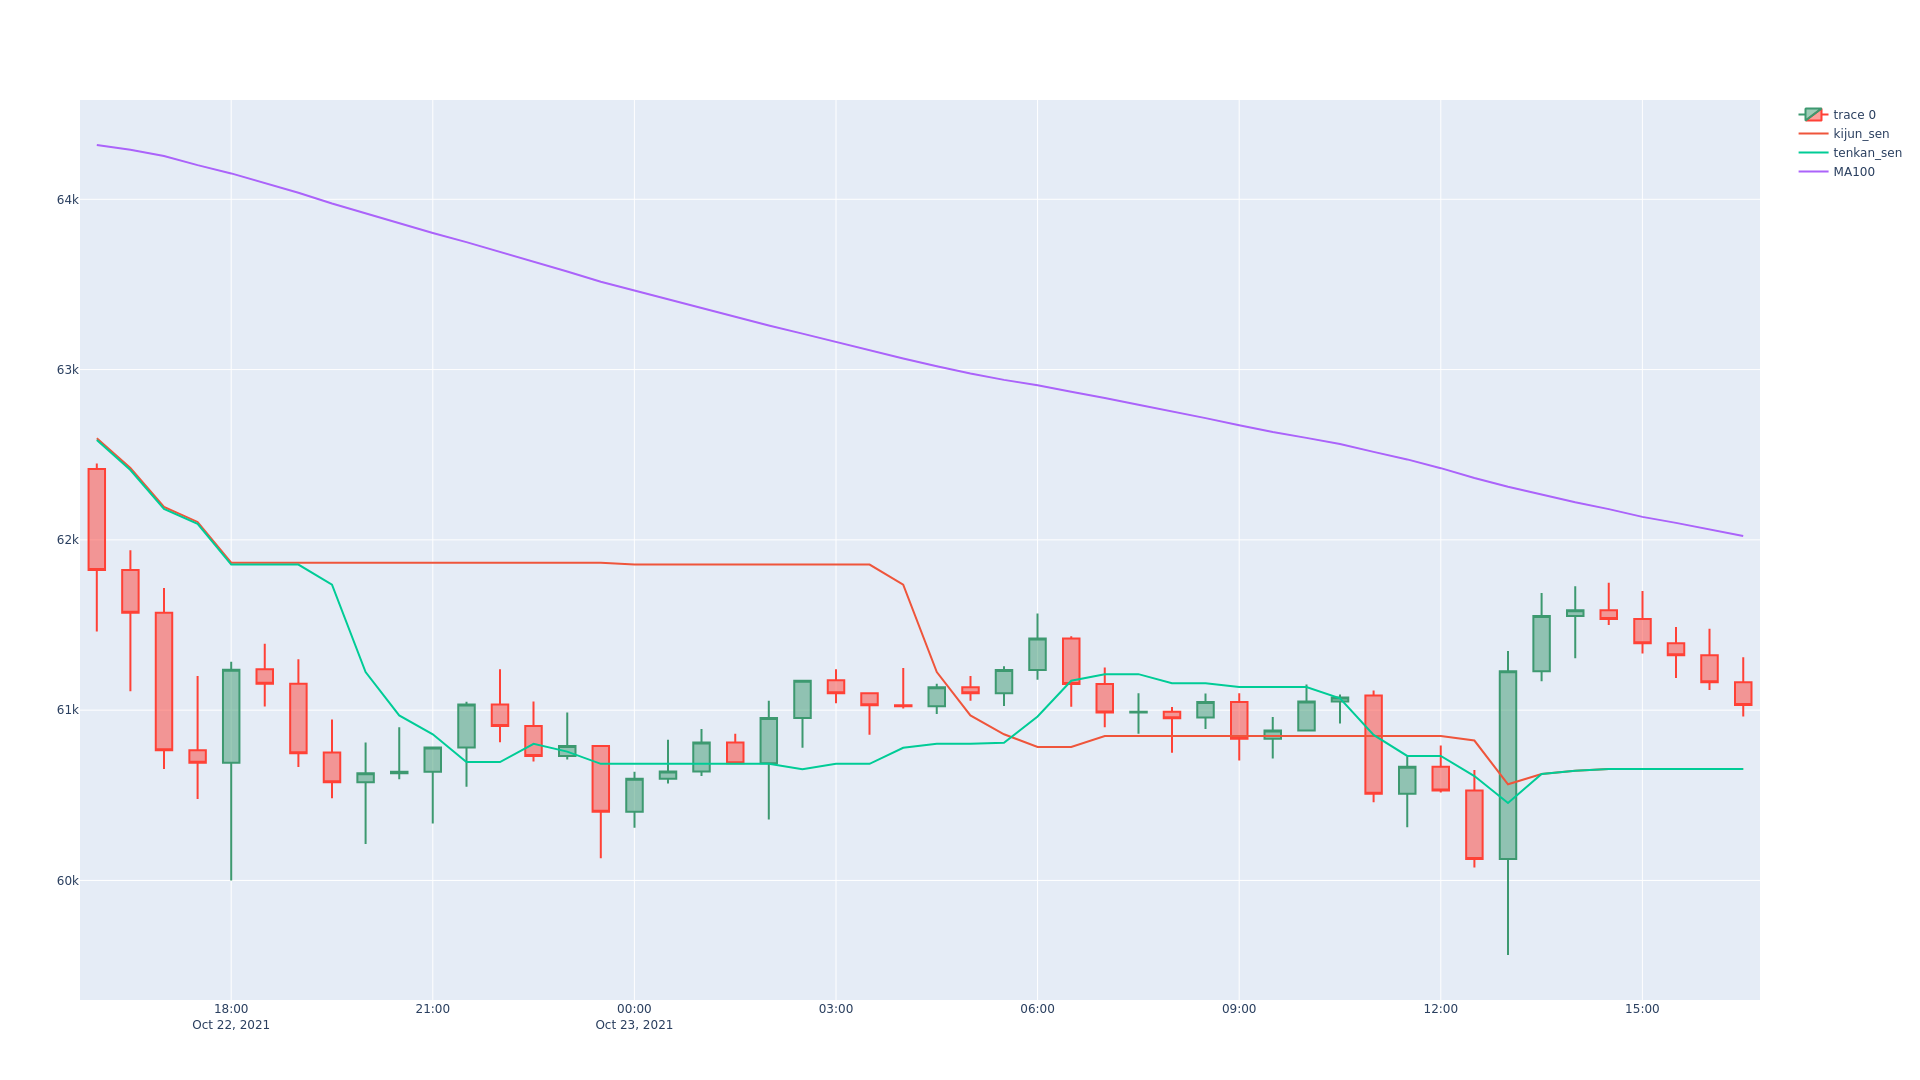 trace 0
kijun_sen
tenkan_sen
MA100
64k
63k
62k
61k
60k
18:00
Oct 22, 2021
21:00
00:00
Oct 23, 2021
03:00
06:00
09:00
12:00
15:00